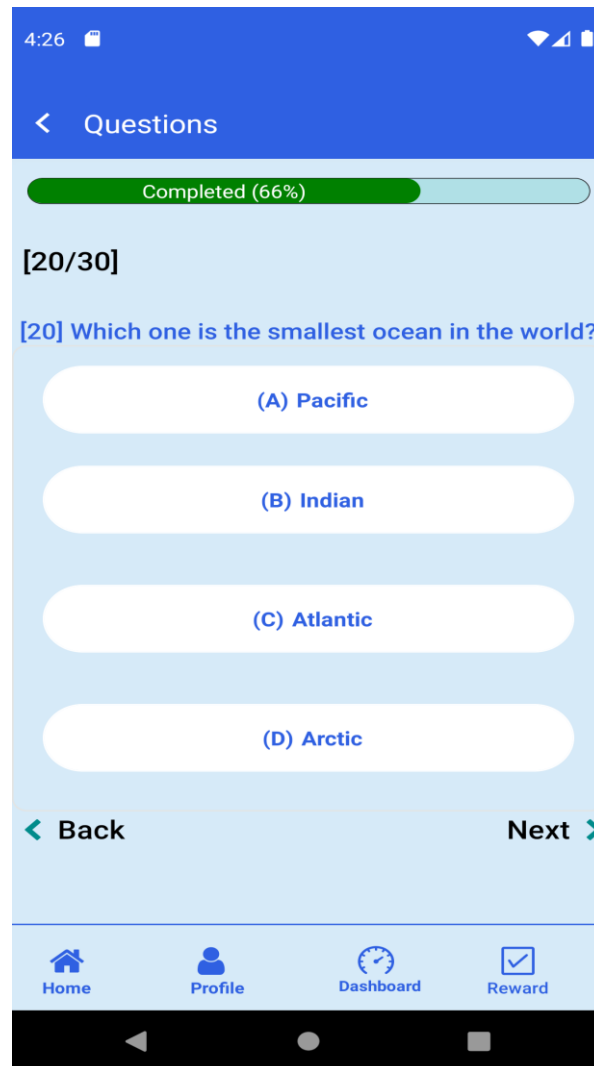 4:26
Questions
Completed (66%)
[20/30]
[20] Which one is the smallest ocean in the world?
(A) Pacific
(B) Indian
(C) Atlantic
(D) Arctic
Back Next
Home Profile Dashboard Reward